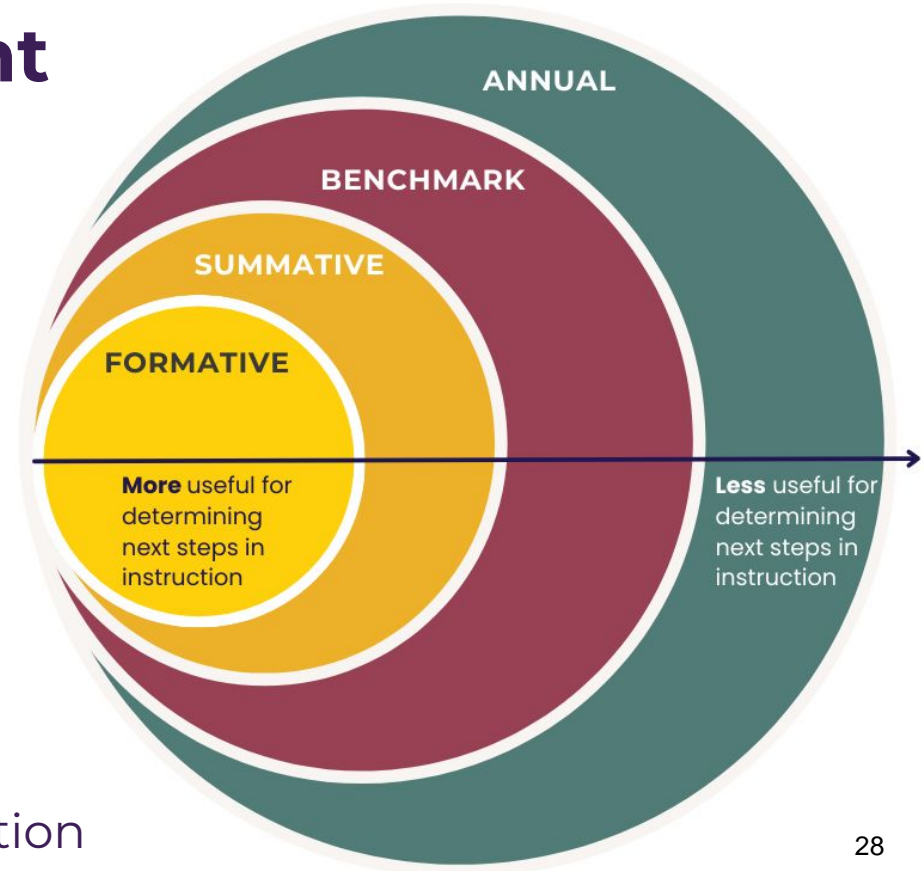 nt
ANNUAL
BENCHMARK
SUMMATIVE
FORMATIVE
More useful for
determining
next steps in
instruction
Less useful for
determining
next steps in
instruction
tion
28